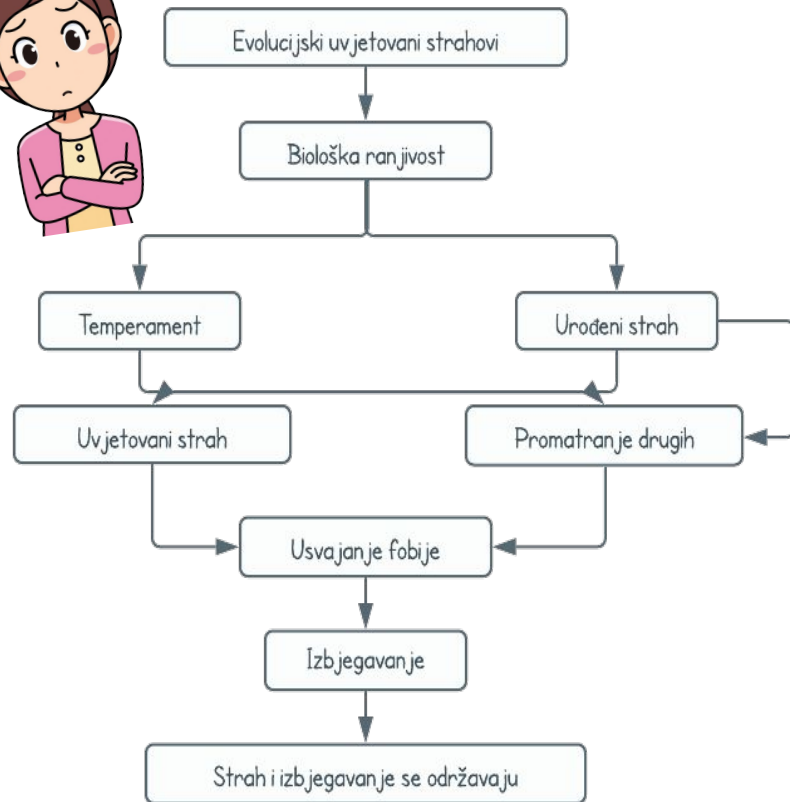 Evolucijski uvjetovani strahovi
Biološka ranjivost
Temperament
Urođeni strah
Uvjetovani strah
Promatranje drugih
Usvajanje fobije
Izbjegavanje
Strah i izbjegavanje se održavaju